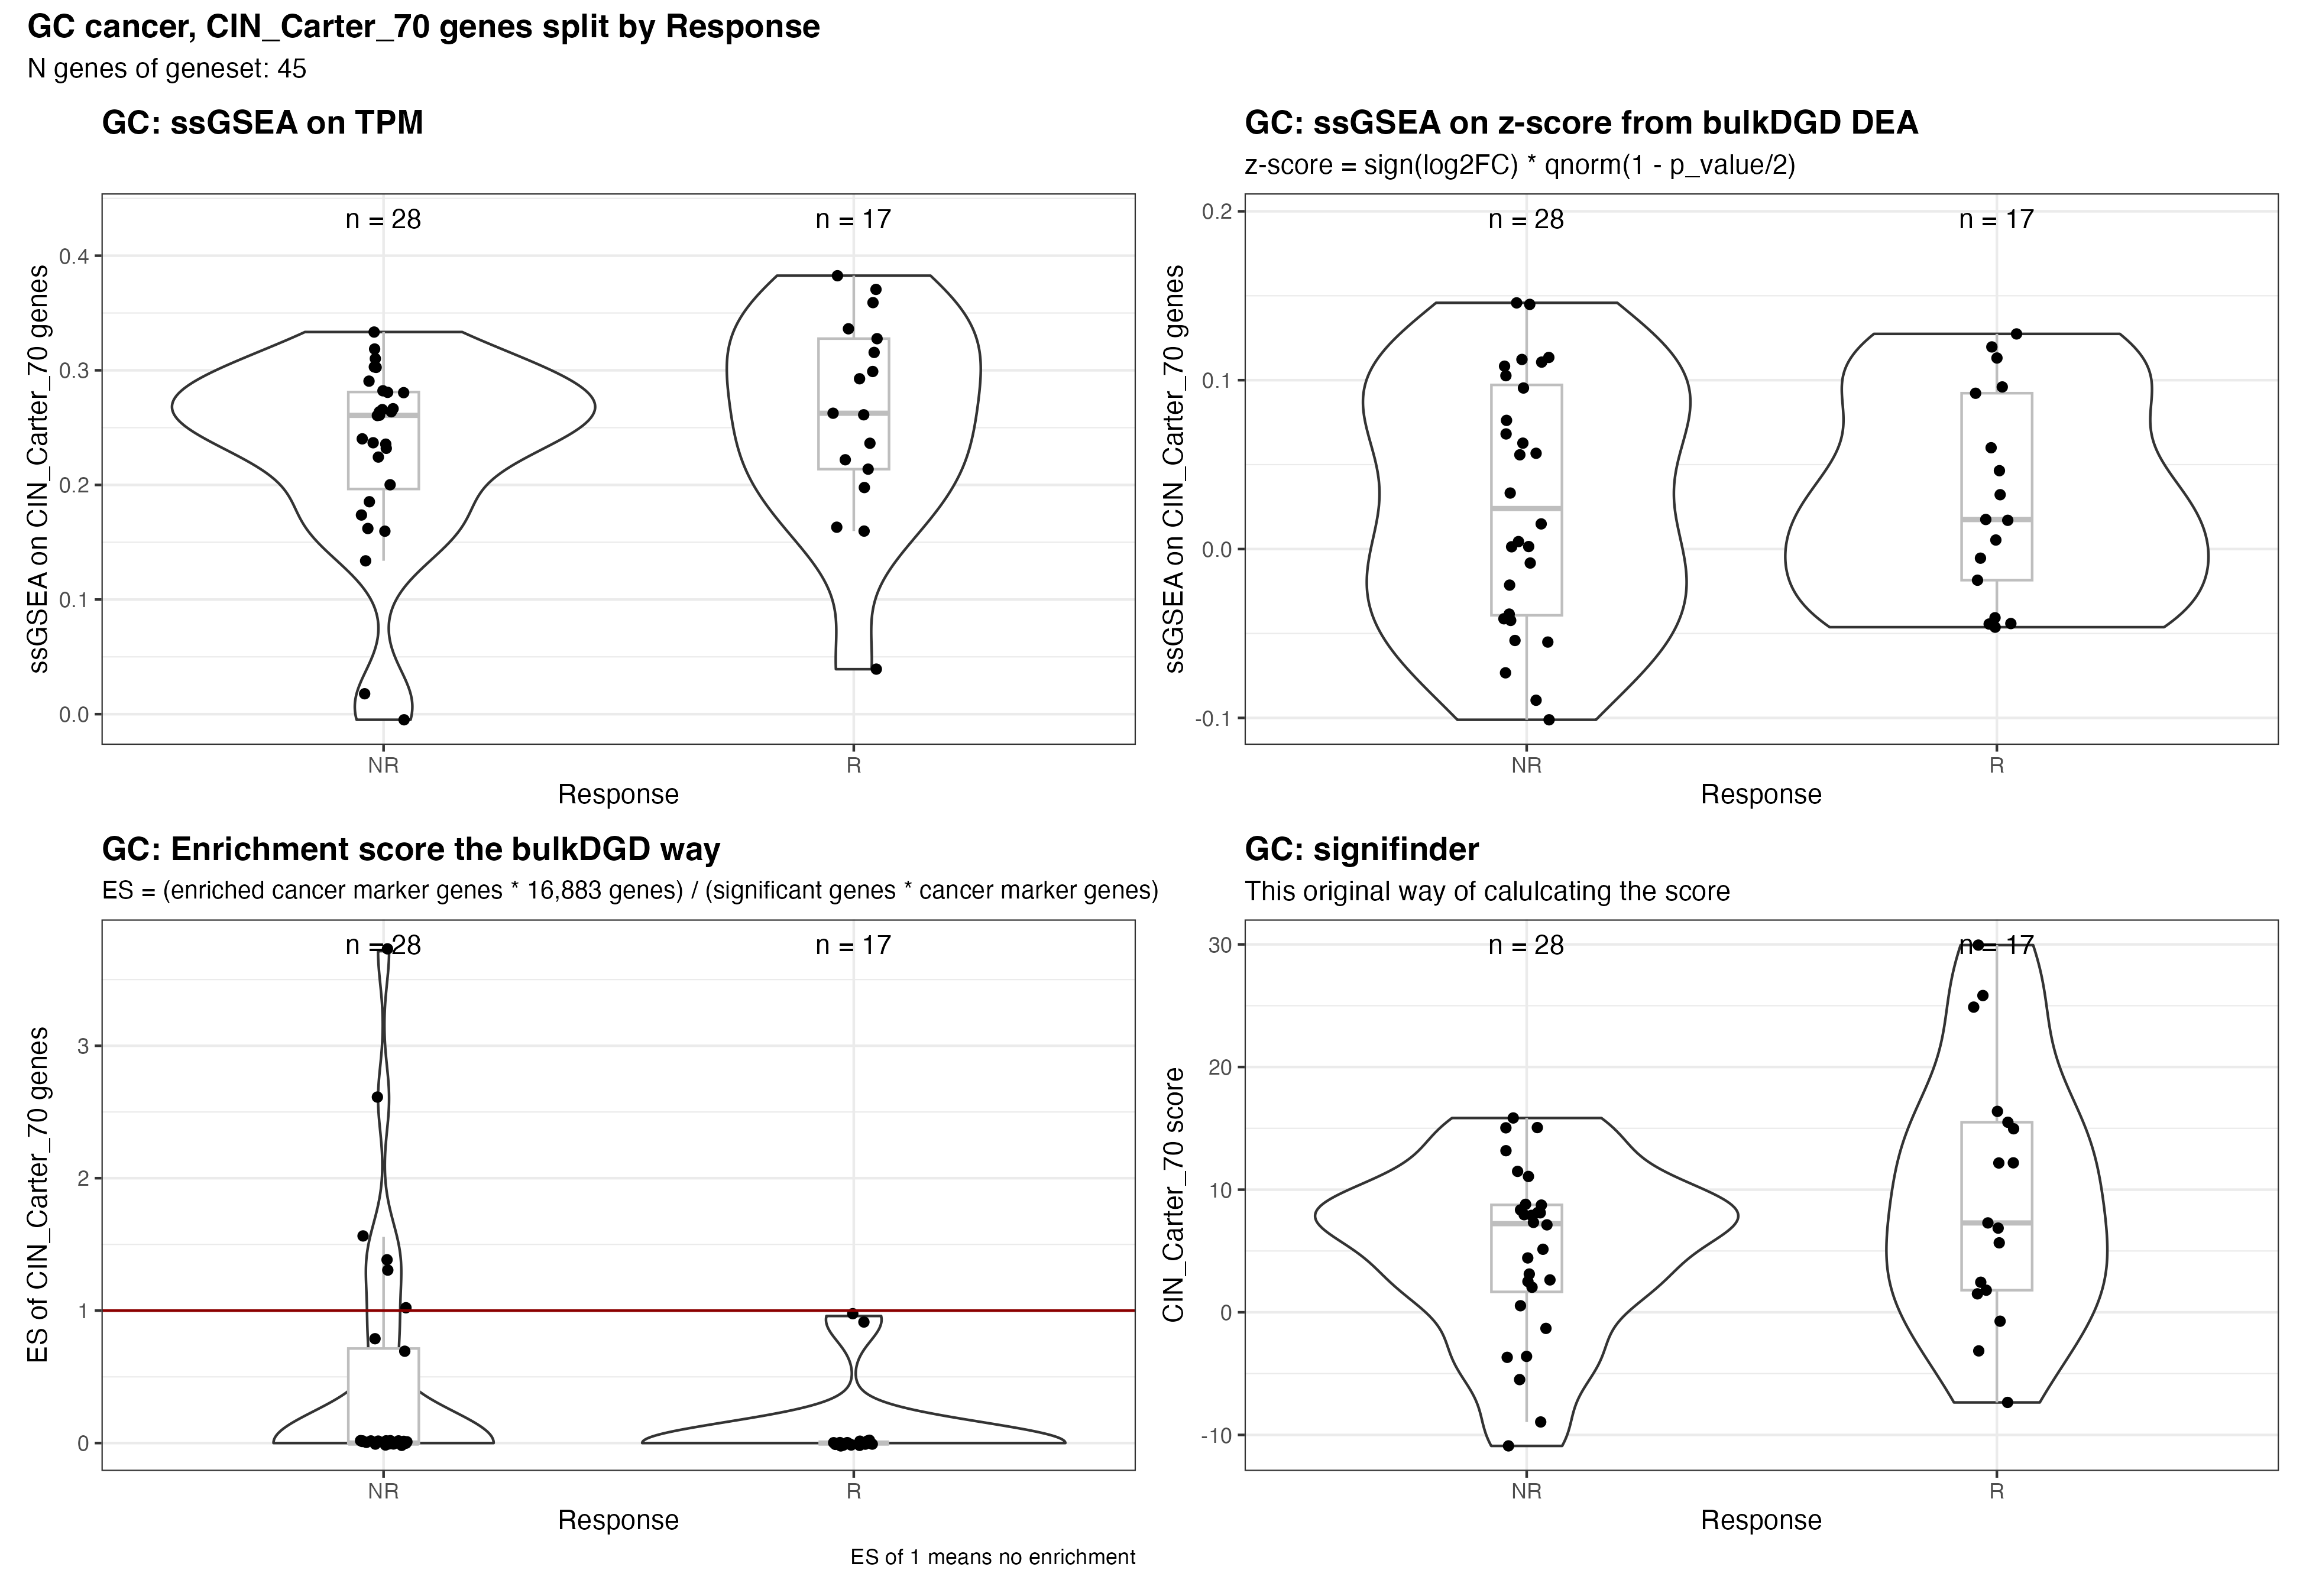 GC cancer, CIN_Carter_70 genes split by Response
N genes of geneset: 45
GC: ssGSEA on TPM
ssGSEA on CIN_Carter_70 genes
0.4
0.3
0.2
0.1
0.0
n = 28
n = 17
NR
R
Response
GC: ssGSEA on z-score from bulkDGD DEA
z-score = sign(log2FC) * qnorm(1 - p_value/2)
ssGSEA on CIN_Carter_70 genes
0.2
0.1
0.0
-0.1
n = 28
n = 17
NR
R
Response
GC: Enrichment score the bulkDGD way
ES = (enriched cancer marker genes * 16,883 genes) / (significant genes * cancer marker genes)
ES of CIN_Carter_70 genes
3
2
1
0
n = 28
n = 17
NR
R
Response
ES of 1 means no enrichment
GC: signifinder
This original way of calulcating the score
CIN_Carter_70 score
30
20
10
0
-10
n = 28
n = 17
NR
R
Response